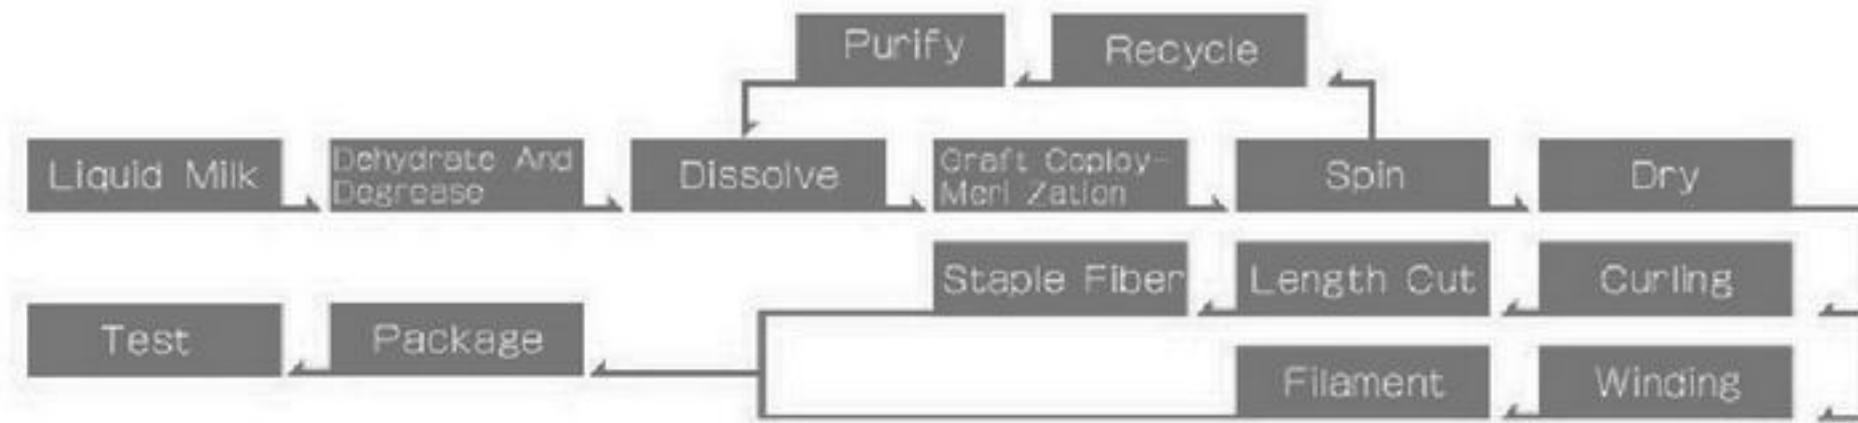 Purify
Recycle
Liquid Milk
Dehydrate And
Degrease
Dissolve
Graft Coploy-
Meri Zation
Spin
Dry
Staple Fiber
Length Cut
Curling
Test
Package
Filament
Winding